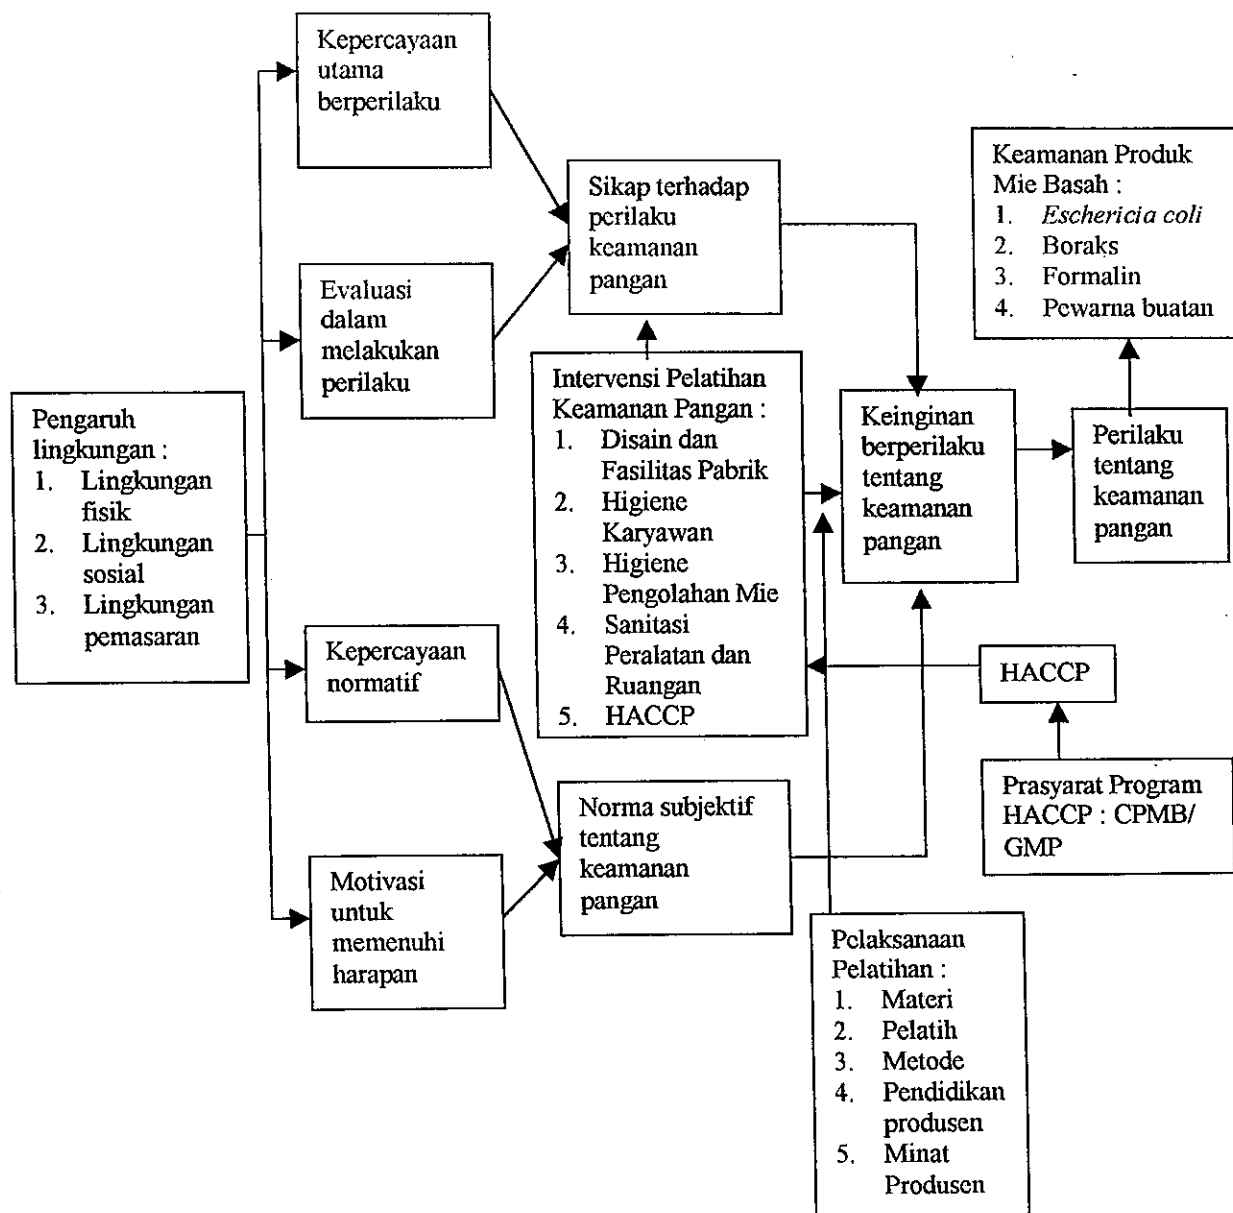 Kepercayaan
utama
berperilaku
Evaluasi
dalam
melakukan
perilaku
Pengaruh
lingkungan :
1. Lingkungan
fisik
2. Lingkungan
sosial
3. Lingkungan
pemasaran
Kepercayaan
normatif
Motivasi
untuk
memenuhi
harapan
Sikap terhadap
perilaku
keamanan
pangan
Intervensi Pelatihan
Keamanan Pangan :
1. Disain dan
Fasilitas Pabrik
2. Higiene
Karyawan
3. Higiene
Pengolahan Mie
4. Sanitasi
Peralatan dan
Ruangan
5. HACCP
Norma subjektif
tentang
keamanan
pangan
Keinginan
berperilaku
tentang
keamanan
pangan
Keamanan Produk
Mie Basah :
1. Eschericia coli
2. Boraks
3. Formalin
4. Pewarna buatan
Perilaku
tentang
keamanan
pangan
HACCP
Prasyarat Program
HACCP : CPMB/
GMP
Pelaksanaan
Pelatihan :
1. Materi
2. Pelatih
3. Metode
4. Pendidikan
produsen
5. Minat
Produsen